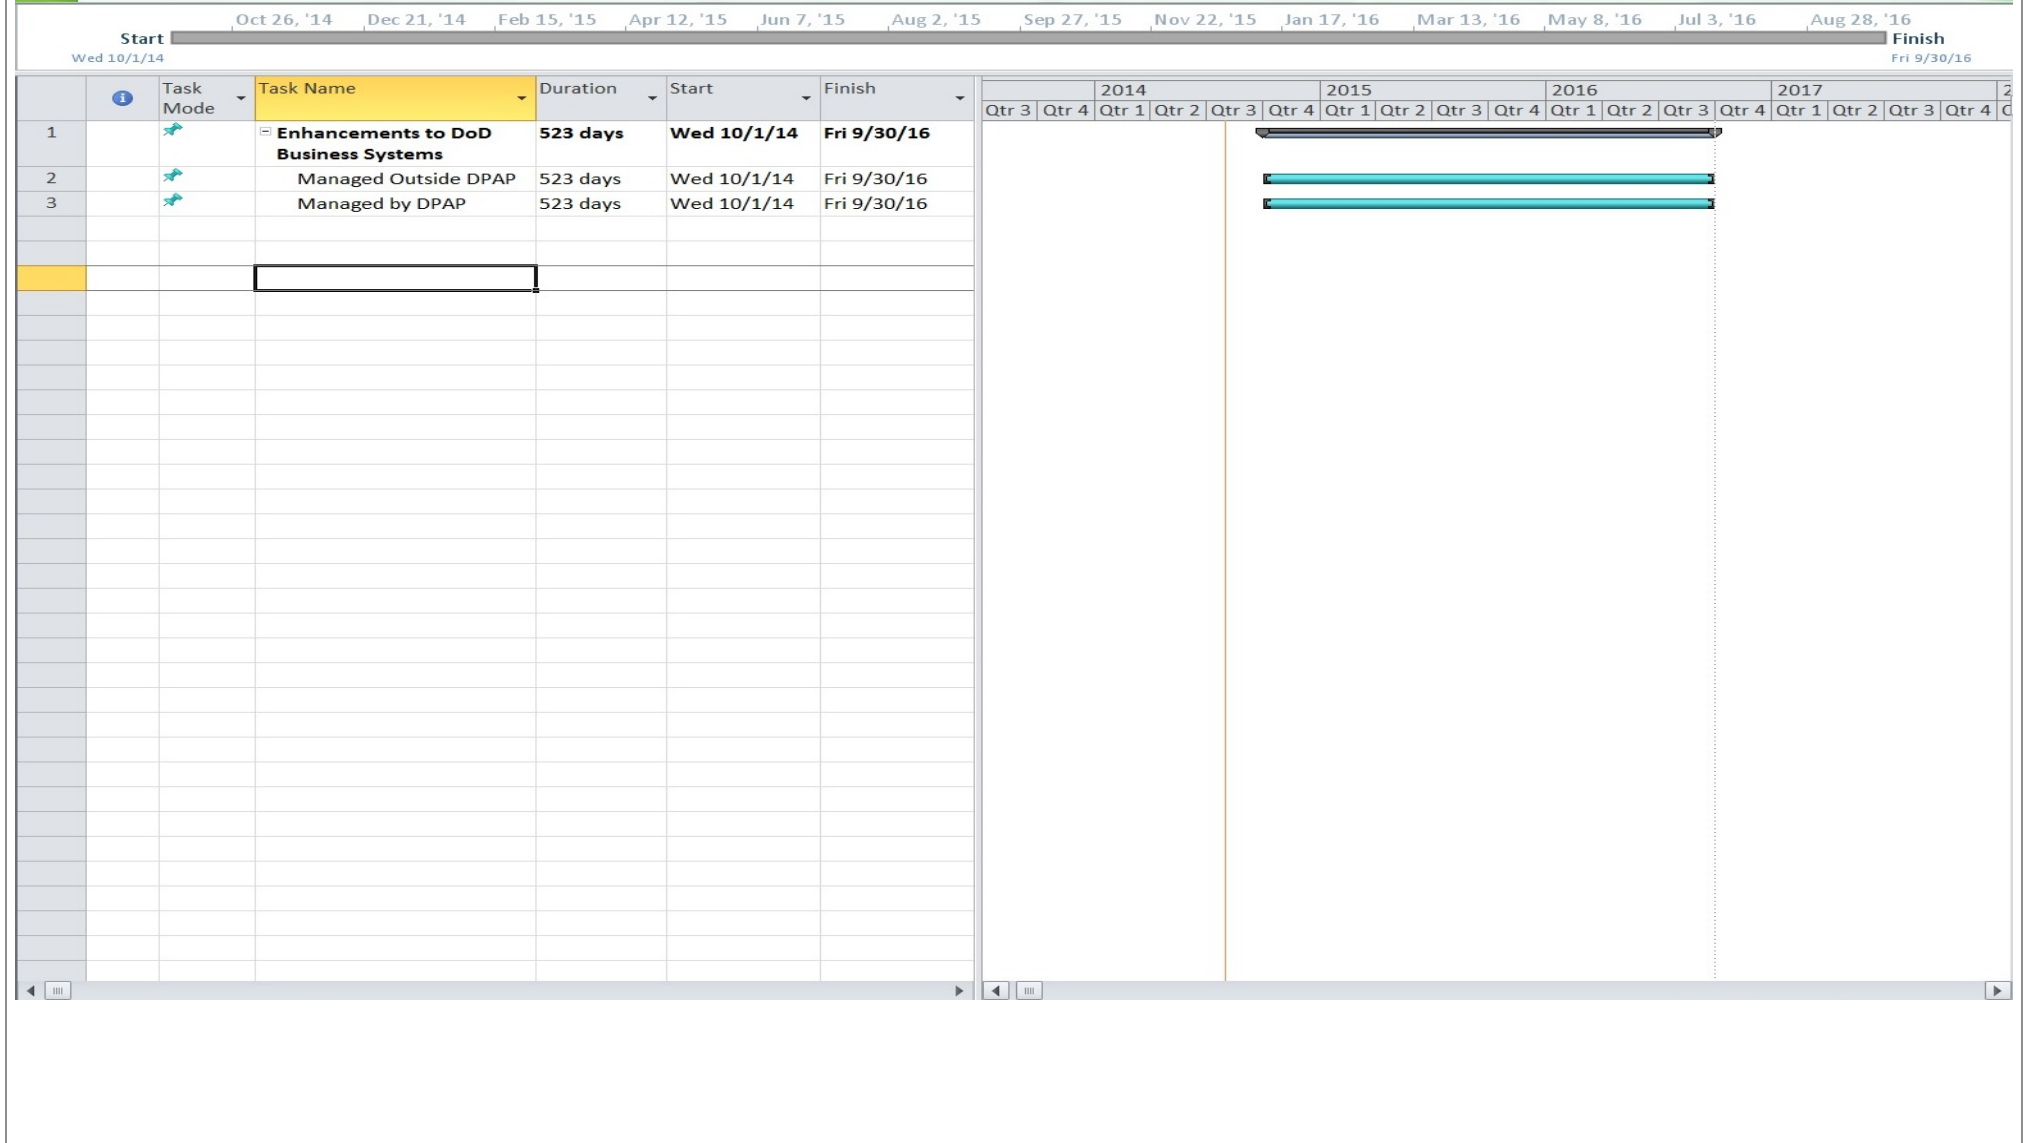 Oct 26, '14 Dec 21, '14 Feb 15, '15 Apr 12, '15 Jun 7, '15 Aug 2, '15 Sep 27, '15 Nov 22, '15 Jan 17, '16 Mar 13, '16 May 8, '16 Jul 3, '16 Aug 28, '16
Start Finish
Wed 10/1/14 Fri 9/30/16
Task Mode Task Name Duration Start Finish
2014 2015 2016 2017 2
Qtr 3 Qtr 4 Qtr 1 Qtr 2 Qtr 3 Qtr 4 Qtr 1 Qtr 2 Qtr 3 Qtr 4 Qtr 1 Qtr 2 Qtr 3 Qtr 4 Qtr 1 Qtr 2 Qtr 3 Qtr 4
1 Enhancements to DoD 523 days Wed 10/1/14 Fri 9/30/16
Business Systems
2 Managed Outside DPAP 523 days Wed 10/1/14 Fri 9/30/16
3 Managed by DPAP 523 days Wed 10/1/14 Fri 9/30/16